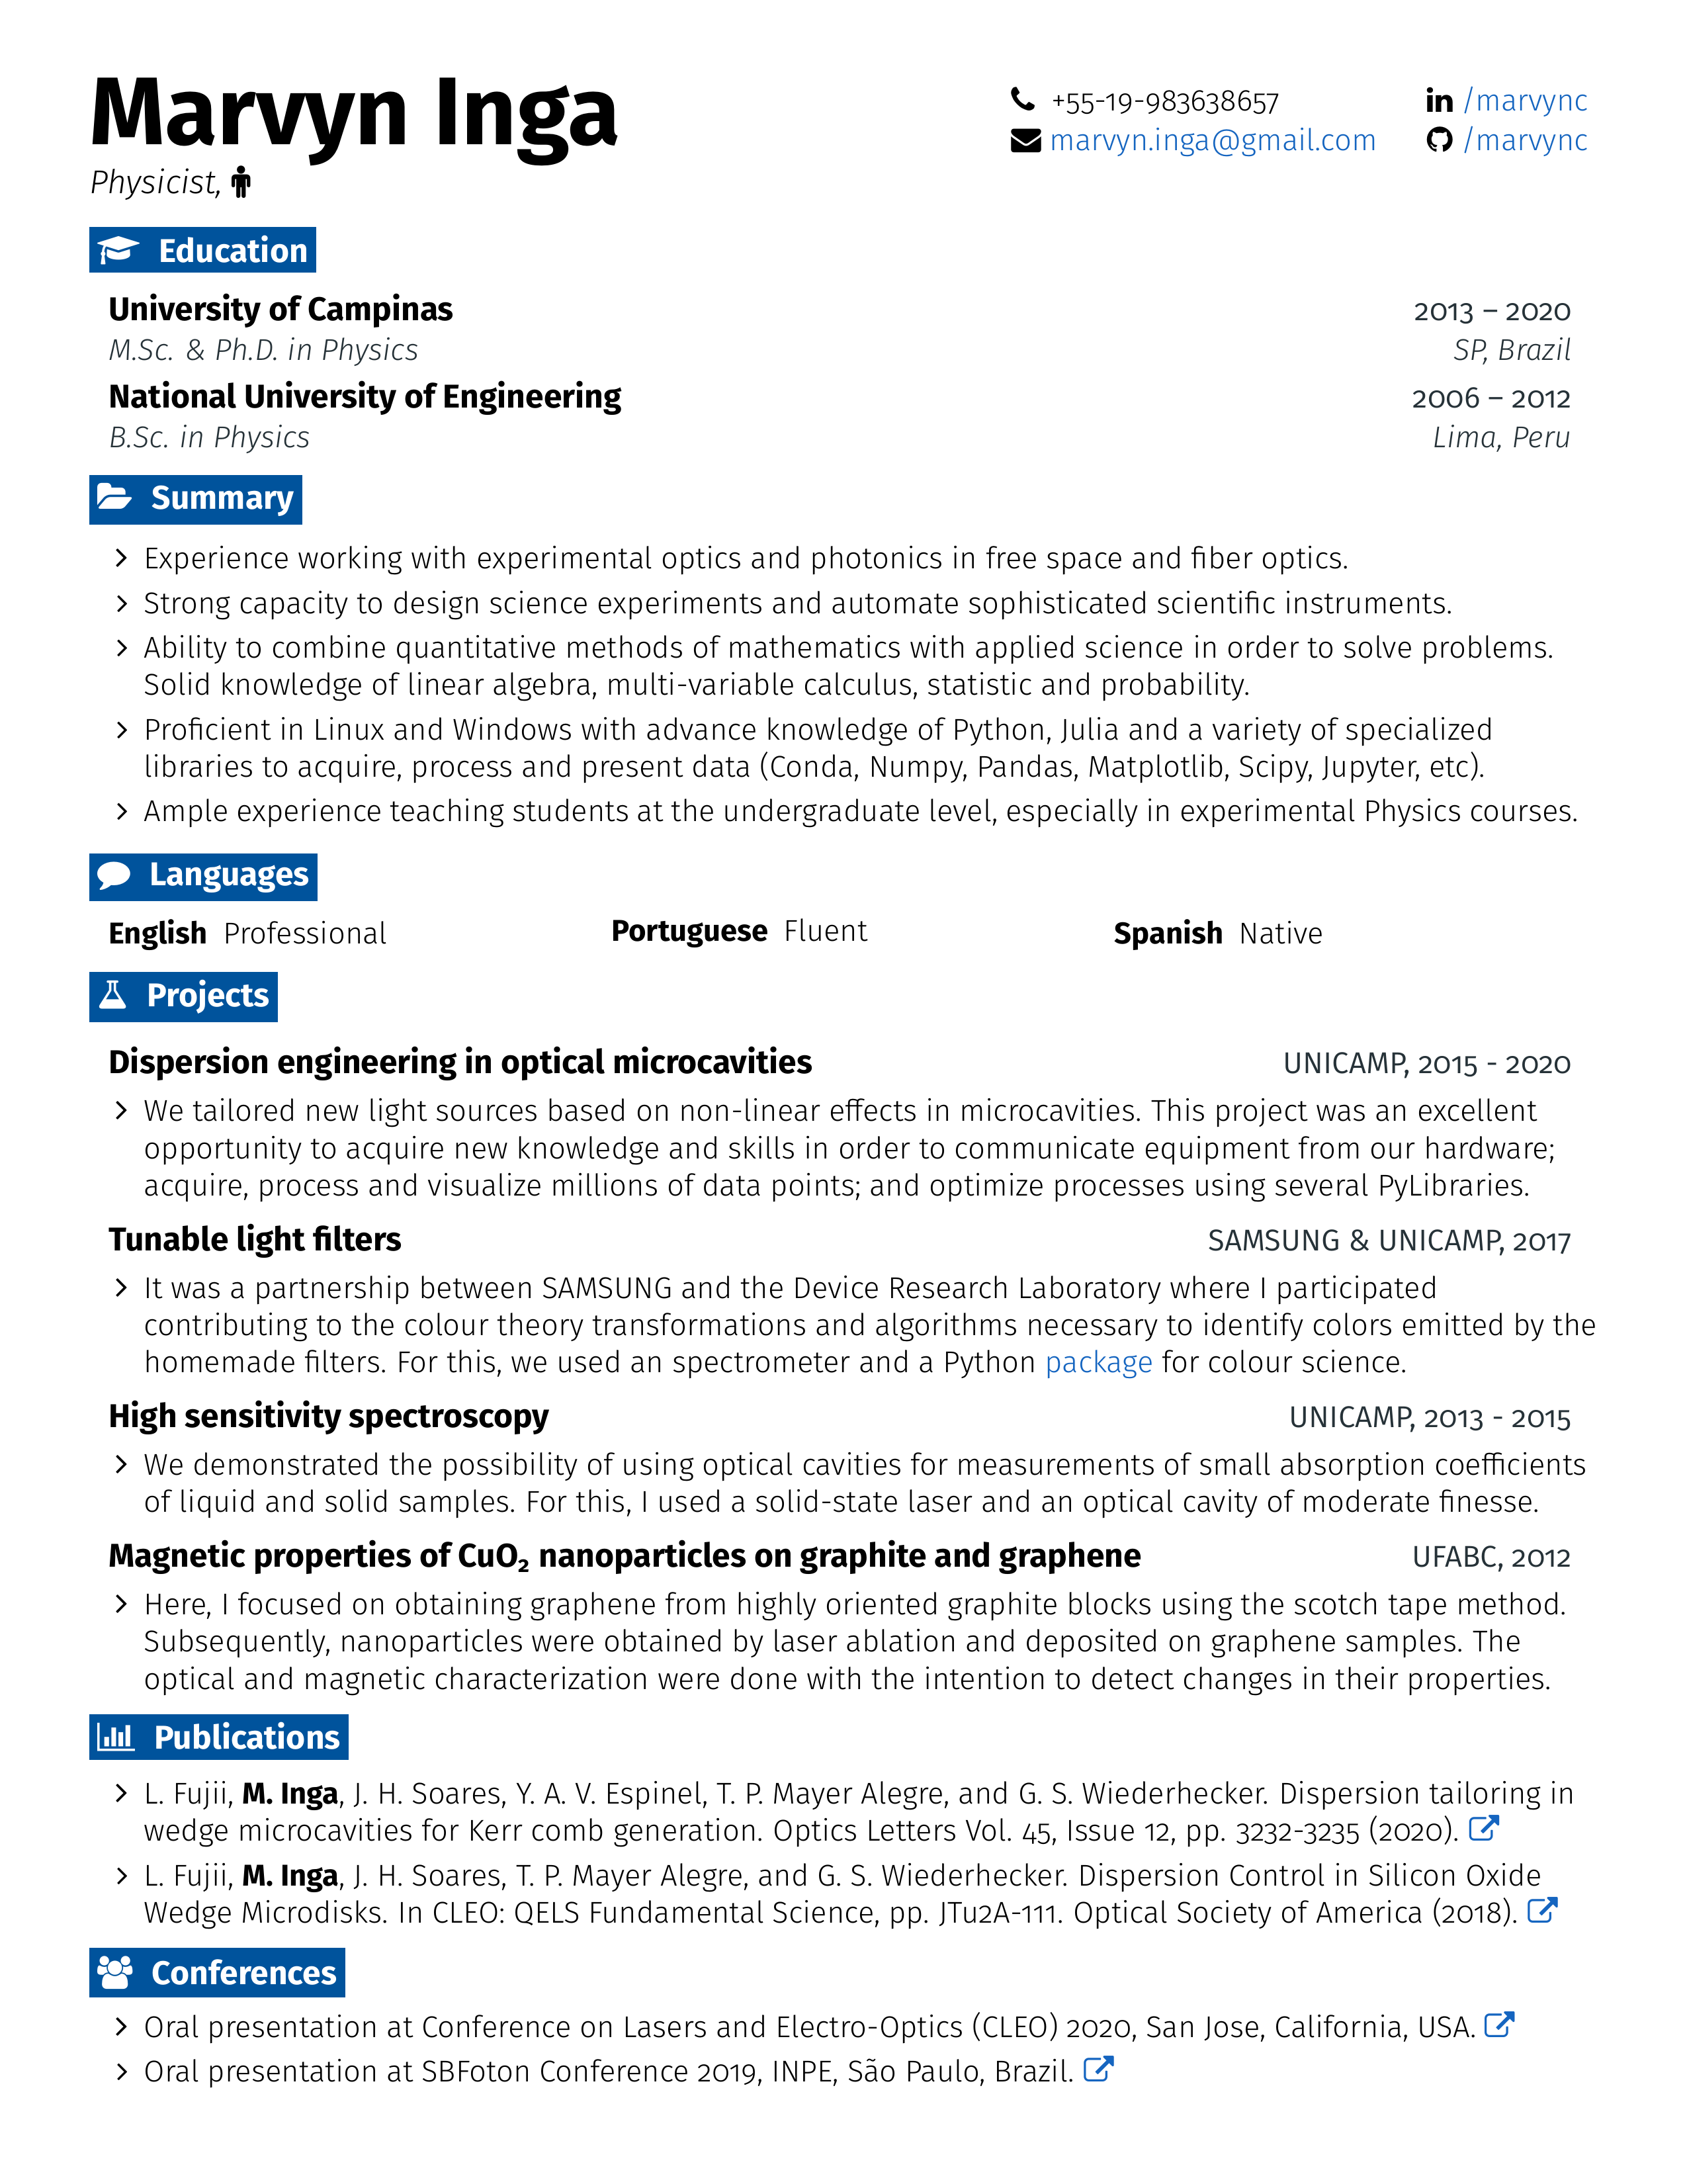 Marvyn Inga
Physicist,
+55-19-983638657
marvyn.inga@gmail.com
/marvync
/marvync
Education
University of Campinas 2013 – 2020
M.Sc. & Ph.D. in Physics SP, Brazil
National University of Engineering 2006 – 2012
B.Sc. in Physics Lima, Peru
Summary
Experience working with experimental optics and photonics in free space and fiber optics.
Strong capacity to design science experiments and automate sophisticated scientific instruments.
Ability to combine quantitative methods of mathematics with applied science in order to solve problems.
Solid knowledge of linear algebra, multi-variable calculus, statistic and probability.
Proficient in Linux and Windows with advance knowledge of Python, Julia and a variety of specialized
libraries to acquire, process and present data (Conda, Numpy, Pandas, Matplotlib, Scipy, Jupyter, etc).
Ample experience teaching students at the undergraduate level, especially in experimental Physics courses.
Languages
English Professional Portuguese Fluent Spanish Native
Projects
Dispersion engineering in optical microcavities UNICAMP, 2015 - 2020
We tailored new light sources based on non-linear effects in microcavities. This project was an excellent
opportunity to acquire new knowledge and skills in order to communicate equipment from our hardware;
acquire, process and visualize millions of data points; and optimize processes using several PyLibraries.
Tunable light filters SAMSUNG & UNICAMP, 2017
It was a partnership between SAMSUNG and the Device Research Laboratory where I participated
contributing to the colour theory transformations and algorithms necessary to identify colors emitted by the
homemade filters. For this, we used an spectrometer and a Python package for colour science.
High sensitivity spectroscopy UNICAMP, 2013 - 2015
We demonstrated the possibility of using optical cavities for measurements of small absorption coefficients
of liquid and solid samples. For this, I used a solid-state laser and an optical cavity of moderate finesse.
Magnetic properties of CuO₂ nanoparticles on graphite and graphene UFABC, 2012
Here, I focused on obtaining graphene from highly oriented graphite blocks using the scotch tape method.
Subsequently, nanoparticles were obtained by laser ablation and deposited on graphene samples. The
optical and magnetic characterization were done with the intention to detect changes in their properties.
Publications
L. Fujii, M. Inga, J. H. Soares, Y. A. V. Espinel, T. P. Mayer Alegre, and G. S. Wiederhecker. Dispersion tailoring in
wedge microcavities for Kerr comb generation. Optics Letters Vol. 45, Issue 12, pp. 3232-3235 (2020).
L. Fujii, M. Inga, J. H. Soares, T. P. Mayer Alegre, and G. S. Wiederhecker. Dispersion Control in Silicon Oxide
Wedge Microdisks. In CLEO: QELS Fundamental Science, pp. JTu2A-111. Optical Society of America (2018).
Conferences
Oral presentation at Conference on Lasers and Electro-Optics (CLEO) 2020, San Jose, California, USA.
Oral presentation at SBFoton Conference 2019, INPE, São Paulo, Brazil.